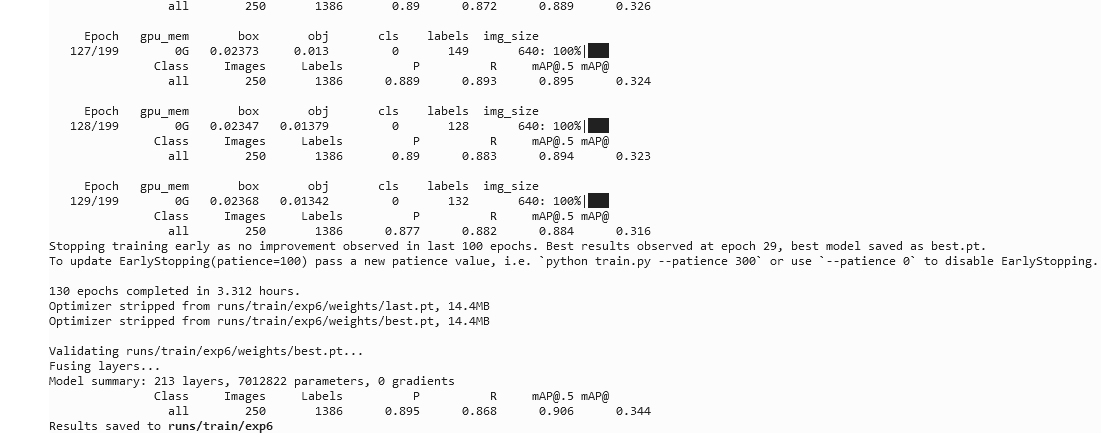 all 250 1386 0.89 0.872 0.889 0.326
Epoch gpu_mem box obj cls labels img_size
127/199 0G 0.02373 0.013 0 149 640: 100%|███
Class Images Labels P R mAP@.5 mAP@
all 250 1386 0.889 0.893 0.895 0.324
Epoch gpu_mem box obj cls labels img_size
128/199 0G 0.02347 0.01379 0 128 640: 100%|███
Class Images Labels P R mAP@.5 mAP@
all 250 1386 0.89 0.883 0.894 0.323
Epoch gpu_mem box obj cls labels img_size
129/199 0G 0.02368 0.01342 0 132 640: 100%|███
Class Images Labels P R mAP@.5 mAP@
all 250 1386 0.877 0.882 0.884 0.316
Stopping training early as no improvement observed in last 100 epochs. Best results observed at epoch 29, best model saved as best.pt.
To update EarlyStopping(patience=100) pass a new patience value, i.e. `python train.py --patience 300` or use `--patience 0` to disable EarlyStopping.
130 epochs completed in 3.312 hours.
Optimizer stripped from runs/train/exp6/weights/last.pt, 14.4MB
Optimizer stripped from runs/train/exp6/weights/best.pt, 14.4MB
Validating runs/train/exp6/weights/best.pt...
Fusing layers...
Model summary: 213 layers, 7012822 parameters, 0 gradients
Class Images Labels P R mAP@.5 mAP@
all 250 1386 0.895 0.868 0.906 0.344
Results saved to runs/train/exp6